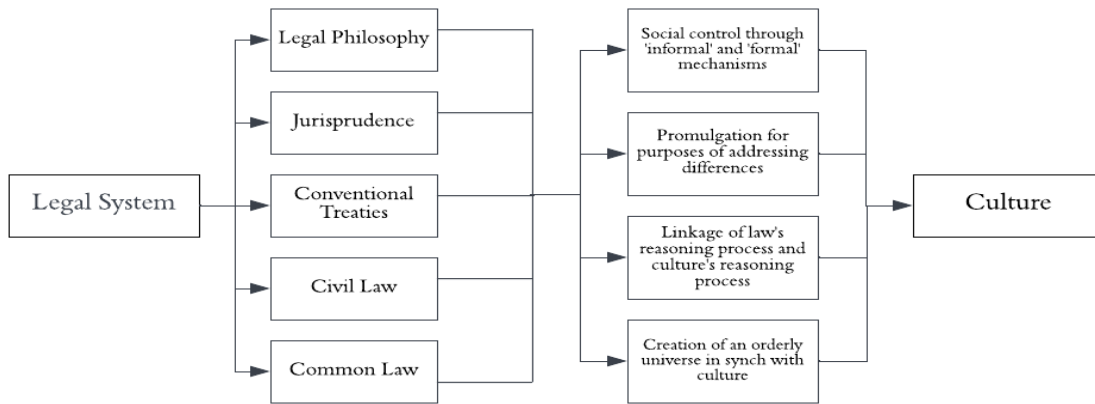 Legal System
Legal Philosophy
Jurisprudence
Conventional
Treaties
Civil Law
Common Law
Social control through
'informal' and 'formal'
mechanisms
Promulgation for
purposes of addressing
differences
Linkage of law's
reasoning process and
culture's reasoning
process
Creation of an orderly
universe in synch with
culture
Culture